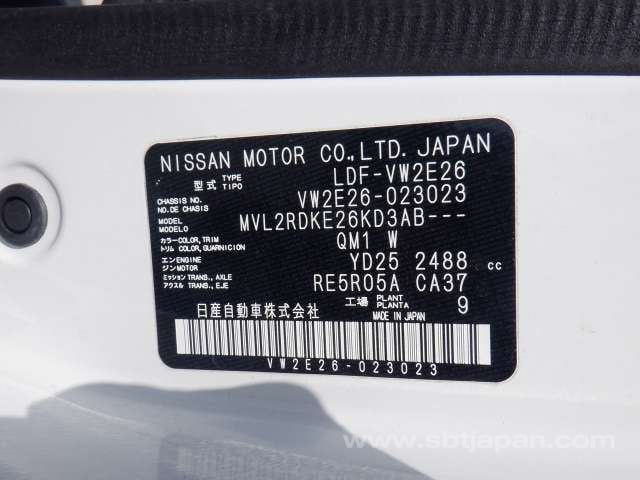 NISSAN MOTOR CO.,LTD. JAPAN
型式 TYPE TIPO LDF-VW2E26
CHASSIS NO. NO. DE CHASIS VW2E26-023023
MODEL MODELO MVL2RDKE26KD3AB---
カラー COLOR, TRIM トリム COLOR, GUARNICION QM1 W
エンジン ENGINE MOTOR YD25 2488 cc
ミッション TRANS., AXLE アクスル TRANS., EJE RE5R05A CA37
工場 PLANT PLANTA 9
日産自動車株式会社 MADE IN JAPAN
VW2E26-023023
www.sbtjapan.com